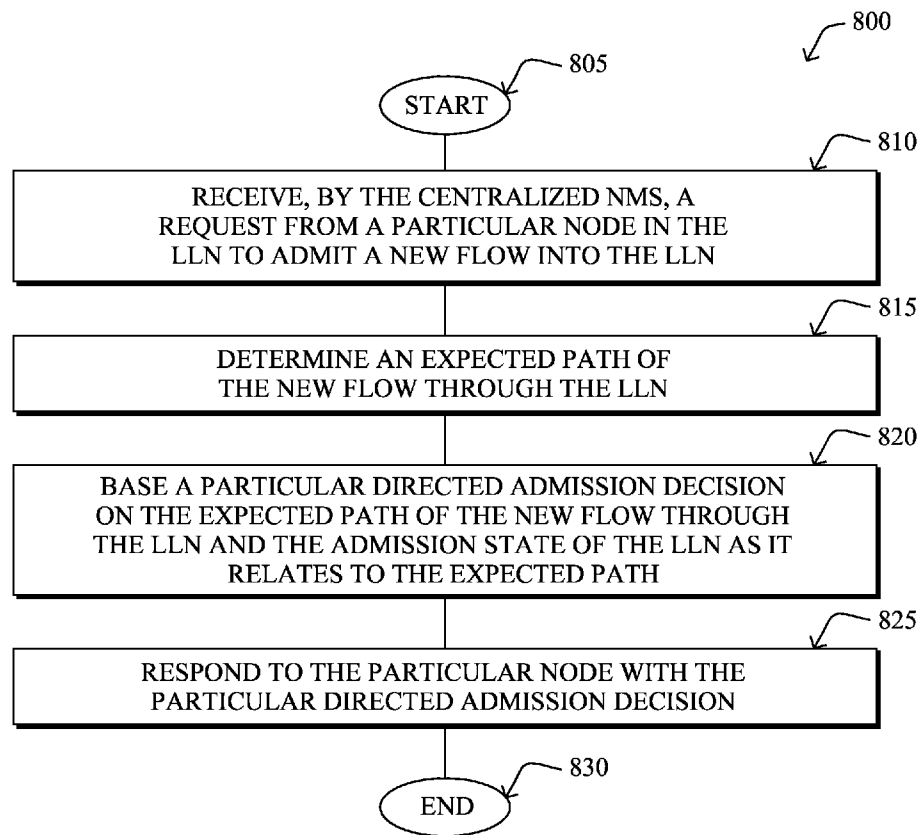 800
805
START
810
RECEIVE, BY THE CENTRALIZED NMS, A
REQUEST FROM A PARTICULAR NODE IN THE
LLN TO ADMIT A NEW FLOW INTO THE LLN
815
DETERMINE AN EXPECTED PATH OF
THE NEW FLOW THROUGH THE LLN
820
BASE A PARTICULAR DIRECTED ADMISSION DECISION
ON THE EXPECTED PATH OF THE NEW FLOW THROUGH
THE LLN AND THE ADMISSION STATE OF THE LLN AS IT
RELATES TO THE EXPECTED PATH
825
RESPOND TO THE PARTICULAR NODE WITH THE
PARTICULAR DIRECTED ADMISSION DECISION
830
END